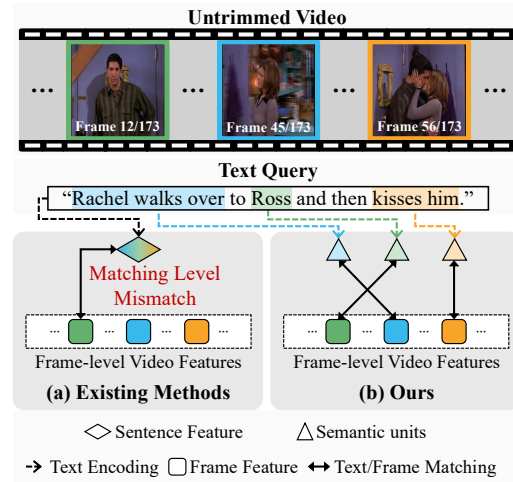 Untrimmed Video
... ... ... ...
Frame 12/173 Frame 45/173 Frame 56/173
Text Query
“Rachel walks over to Ross and then kisses him.”
Matching Level
Mismatch
... ... ... ... ... ... ... ...
Frame-level Video Features Frame-level Video Features
(a) Existing Methods (b) Ours
Sentence Feature Semantic units
Text Encoding Frame Feature Text/Frame Matching